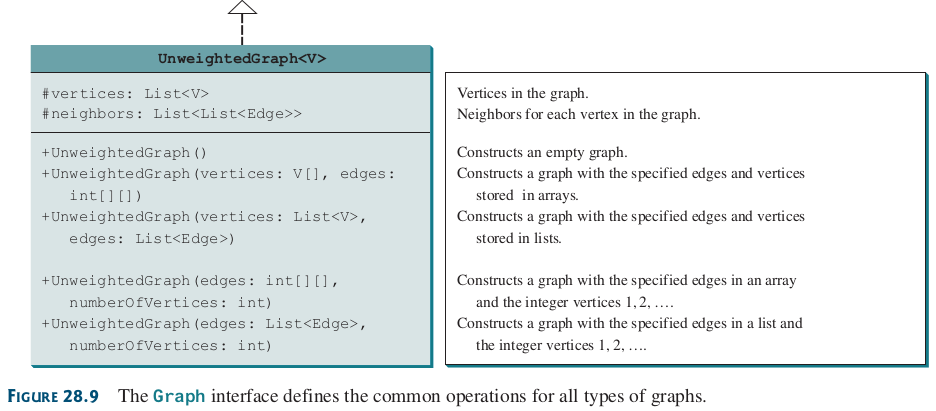 UnweightedGraph<V>
#vertices: List<V>
#neighbors: List<List<Edge>>
+UnweightedGraph()
+UnweightedGraph(vertices: V[], edges:
int[][])
+UnweightedGraph(vertices: List<V>,
edges: List<Edge>)
+UnweightedGraph(edges: int[][],
numberOfVertices: int)
+UnweightedGraph(edges: List<Edge>,
numberOfVertices: int)
Vertices in the graph.
Neighbors for each vertex in the graph.
Constructs an empty graph.
Constructs a graph with the specified edges and vertices
stored in arrays.
Constructs a graph with the specified edges and vertices
stored in lists.
Constructs a graph with the specified edges in an array
and the integer vertices 1, 2, ….
Constructs a graph with the specified edges in a list and
the integer vertices 1, 2, ….
FIGURE 28.9 The Graph interface defines the common operations for all types of graphs.